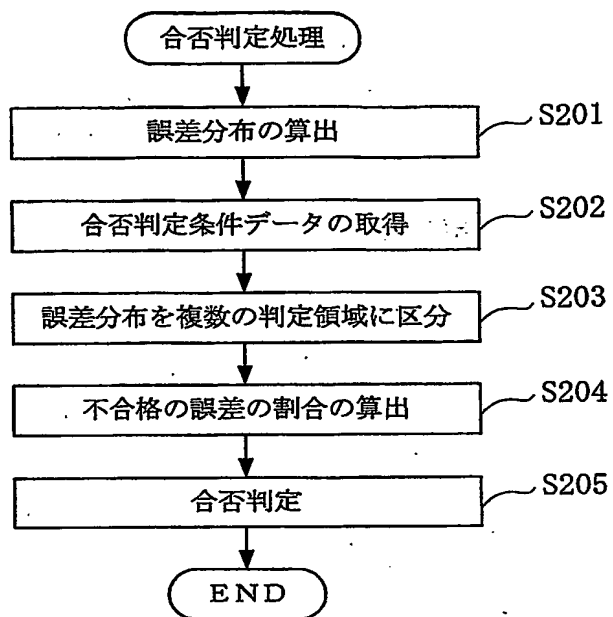 合否判定処理
誤差分布の算出
S201
合否判定条件データの取得
S202
誤差分布を複数の判定領域に区分
S203
不合格の誤差の割合の算出
S204
合否判定
S205
END